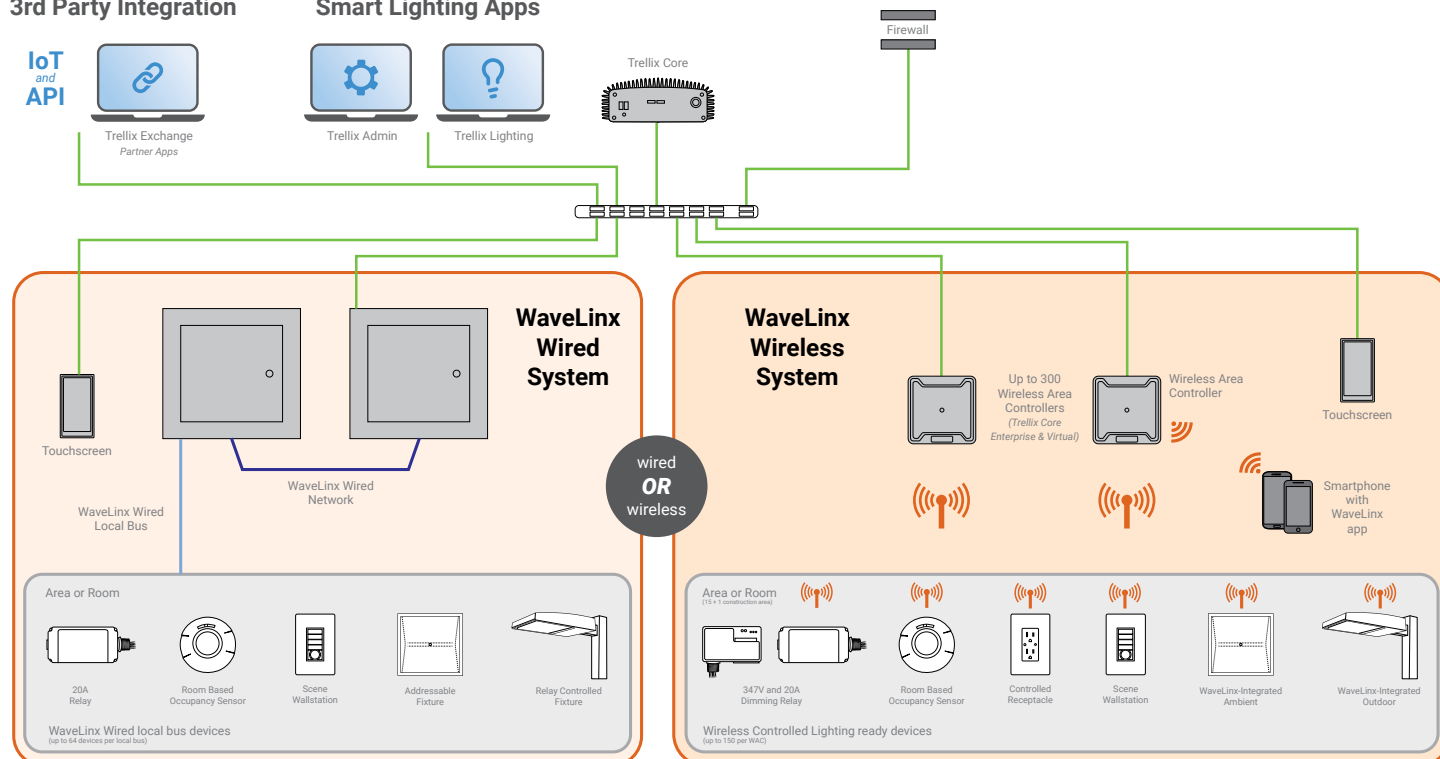 3rd Party Integration
Smart Lighting Apps
Firewall
IoT
and
API
Trellix Core
Trellix Exchange
Partner Apps
Trellix Admin
Trellix Lighting
WaveLinx
Wired
System
WaveLinx
Wireless
System
Touchscreen
WaveLinx Wired
Network
WaveLinx Wired
Local Bus
Up to 300
Wireless Area
Controllers
(Trellix Core
Enterprise & Virtual)
Wireless Area
Controller
Touchscreen
wired
OR
wireless
Smartphone
with
WaveLinx
app
Area or Room
20A
Relay
Room Based
Occupancy Sensor
Scene
Wallstation
Addressable
Fixture
Relay Controlled
Fixture
WaveLinx Wired local bus devices
(up to 64 devices per local bus)
Area or Room
(15 + 1 construction area)
347V and 20A
Dimming Relay
Room Based
Occupancy Sensor
Controlled
Receptacle
Scene
Wallstation
WaveLinx-Integrated
Ambient
WaveLinx-Integrated
Outdoor
Wireless Controlled Lighting ready devices
(up to 150 per WAC)